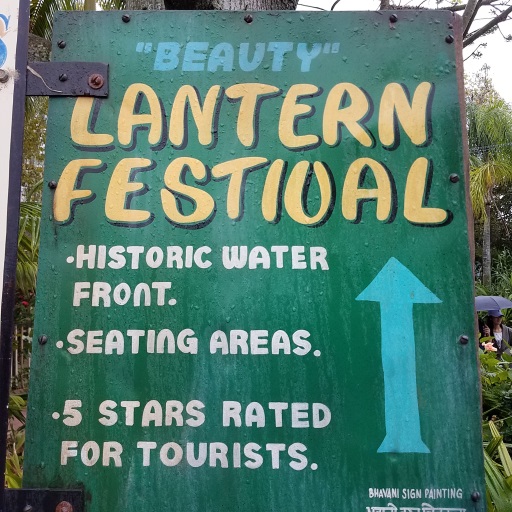 "BEAUTY"
LANTERN
FESTIVAL
•HISTORIC WATER
FRONT.
•SEATING AREAS.
•5 STARS RATED
FOR TOURISTS.
BHAVANI SIGN PAINTING